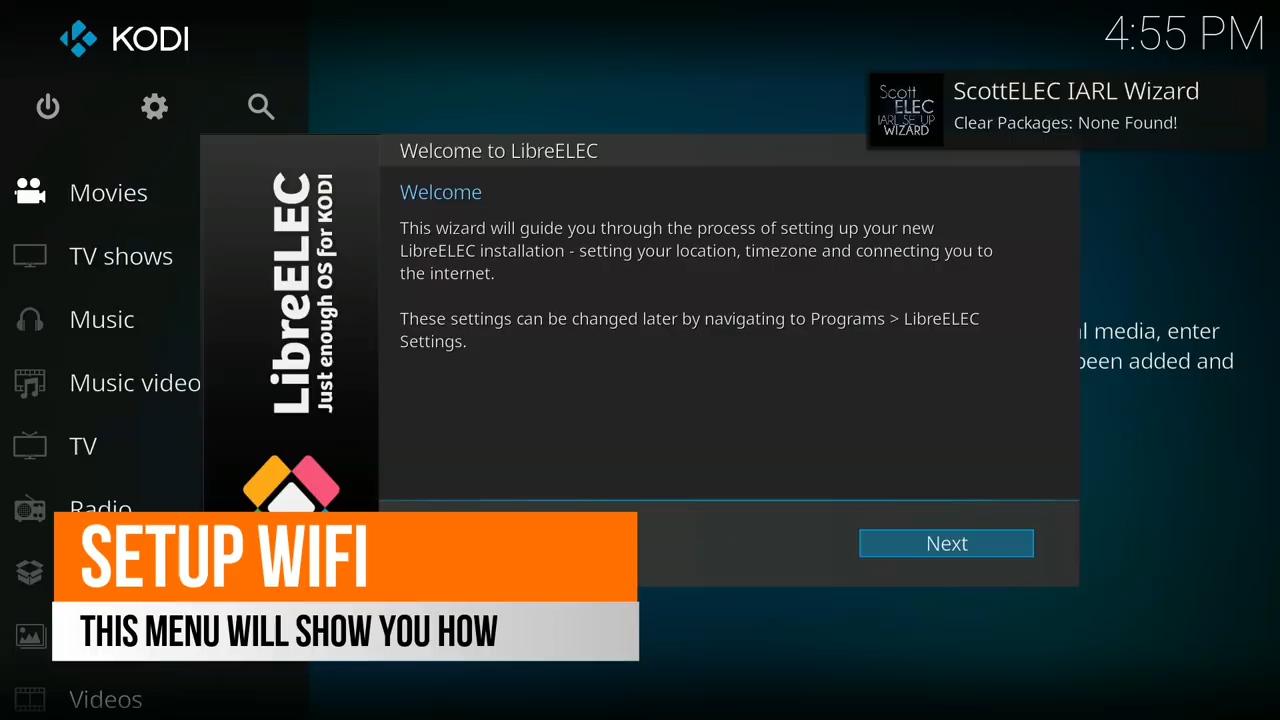 KODI
4:55 PM
ScottELEC IARL Wizard
Clear Packages: None Found!
Scott
ELEC
IARL SETUP
WIZARD
Movies
TV shows
Music
Music video
TV
Radio
Videos
LibreELEC
Just enough OS for KODI
Welcome to LibreELEC
Welcome
This wizard will guide you through the process of setting up your new
LibreELEC installation - setting your location, timezone and connecting you to
the internet.
These settings can be changed later by navigating to Programs > LibreELEC
Settings.
Next
l media, enter
been added and
SETUP WIFI
THIS MENU WILL SHOW YOU HOW